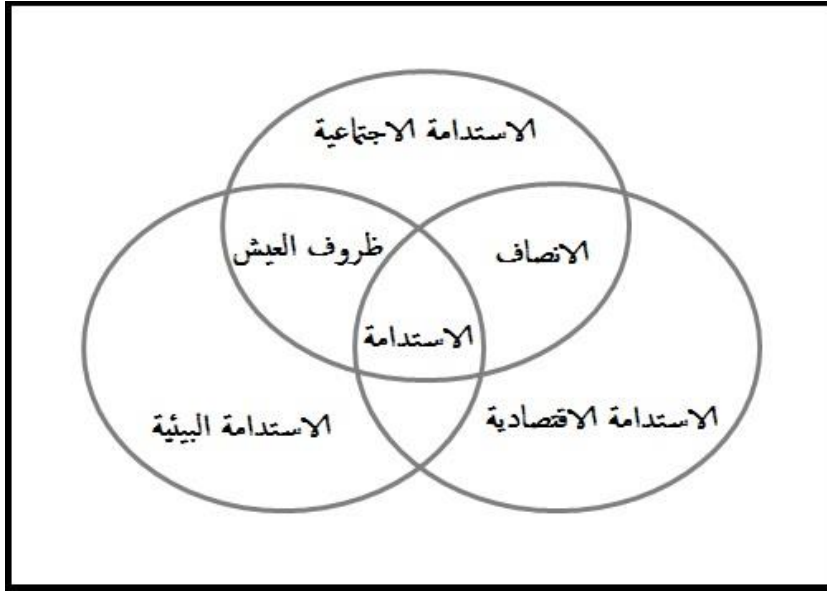 الاستدامة الاجتماعية
ظروف العيش
الانصاف
الاستدامة
الاستدامة الاقتصادية
الاستدامة البيئية